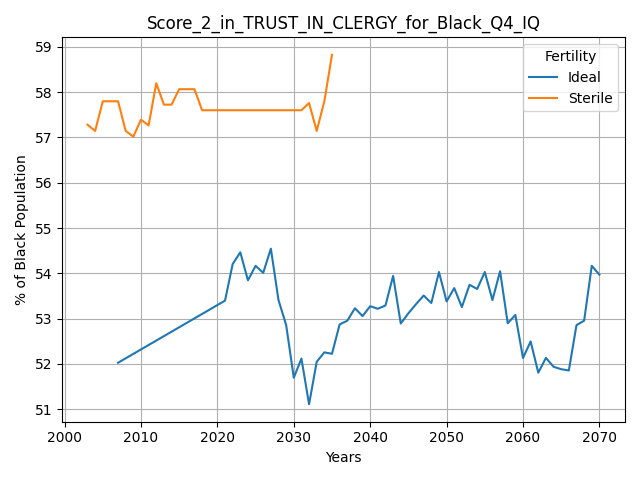 Score_2_in_TRUST_IN_CLERGY_for_Black_Q4_IQ
% of Black Population
59
58
57
56
55
54
53
52
51
Fertility
Ideal
Sterile
2000 2010 2020 2030 2040 2050 2060 2070
Years